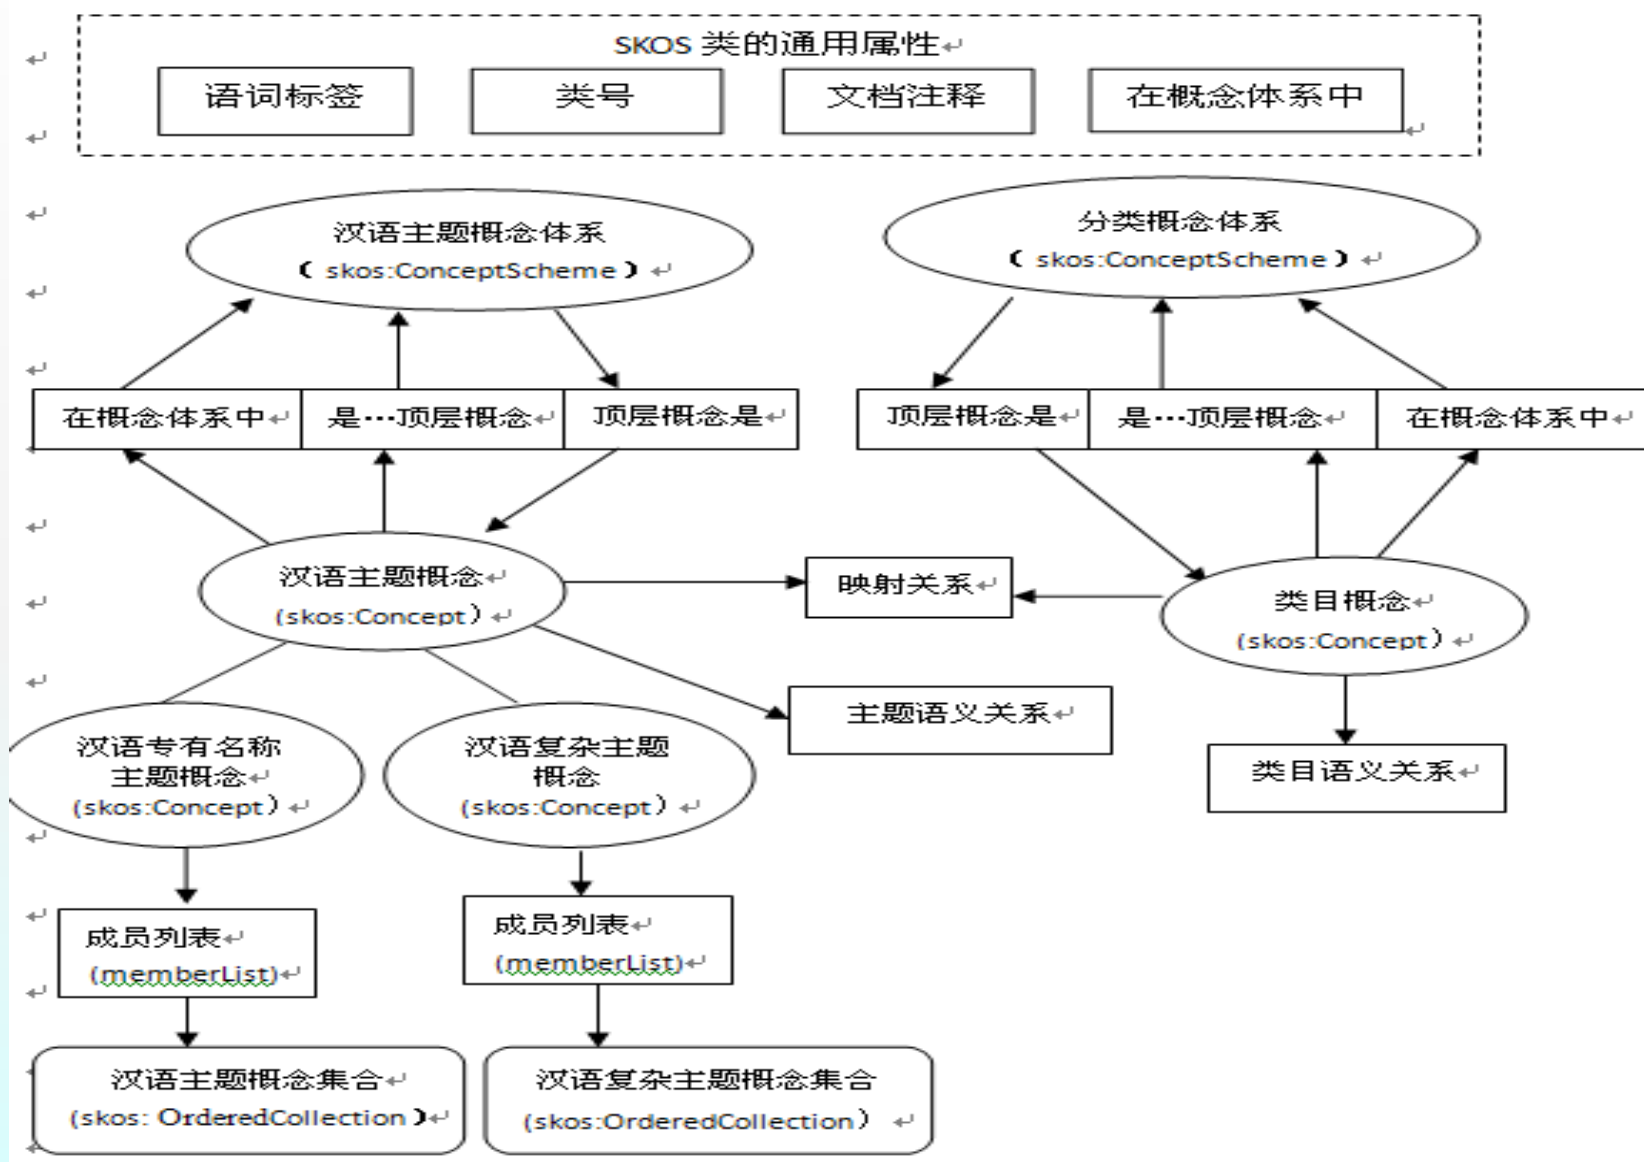 SKOS 类的通用属性
语词标签 类号 文档注释 在概念体系中
汉语主题概念体系
( skos:ConceptScheme )
分类概念体系
( skos:ConceptScheme )
在概念体系中 是…顶层概念 顶层概念是
顶层概念是 是…顶层概念 在概念体系中
汉语主题概念
(skos:Concept)
映射关系
类目概念
(skos:Concept)
主题语义关系
类目语义关系
汉语专有名称
主题概念
(skos:Concept)
汉语复杂主题
概念
(skos:Concept)
成员列表
(memberList)
成员列表
(memberList)
汉语主题概念集合
(skos: OrderedCollection)
汉语复杂主题概念集合
(skos:OrderedCollection)